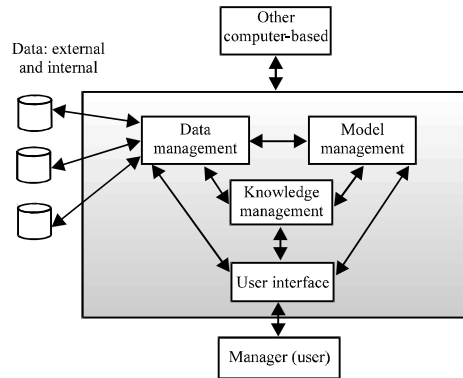 Other
computer-based
Data: external
and internal
Data
management
Model
management
Knowledge
management
User interface
Manager (user)